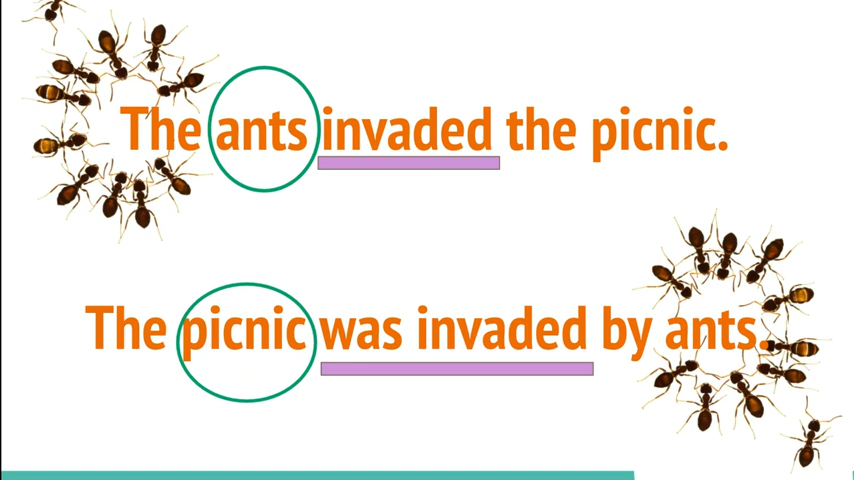 The ants invaded the picnic.
The picnic was invaded by ants.